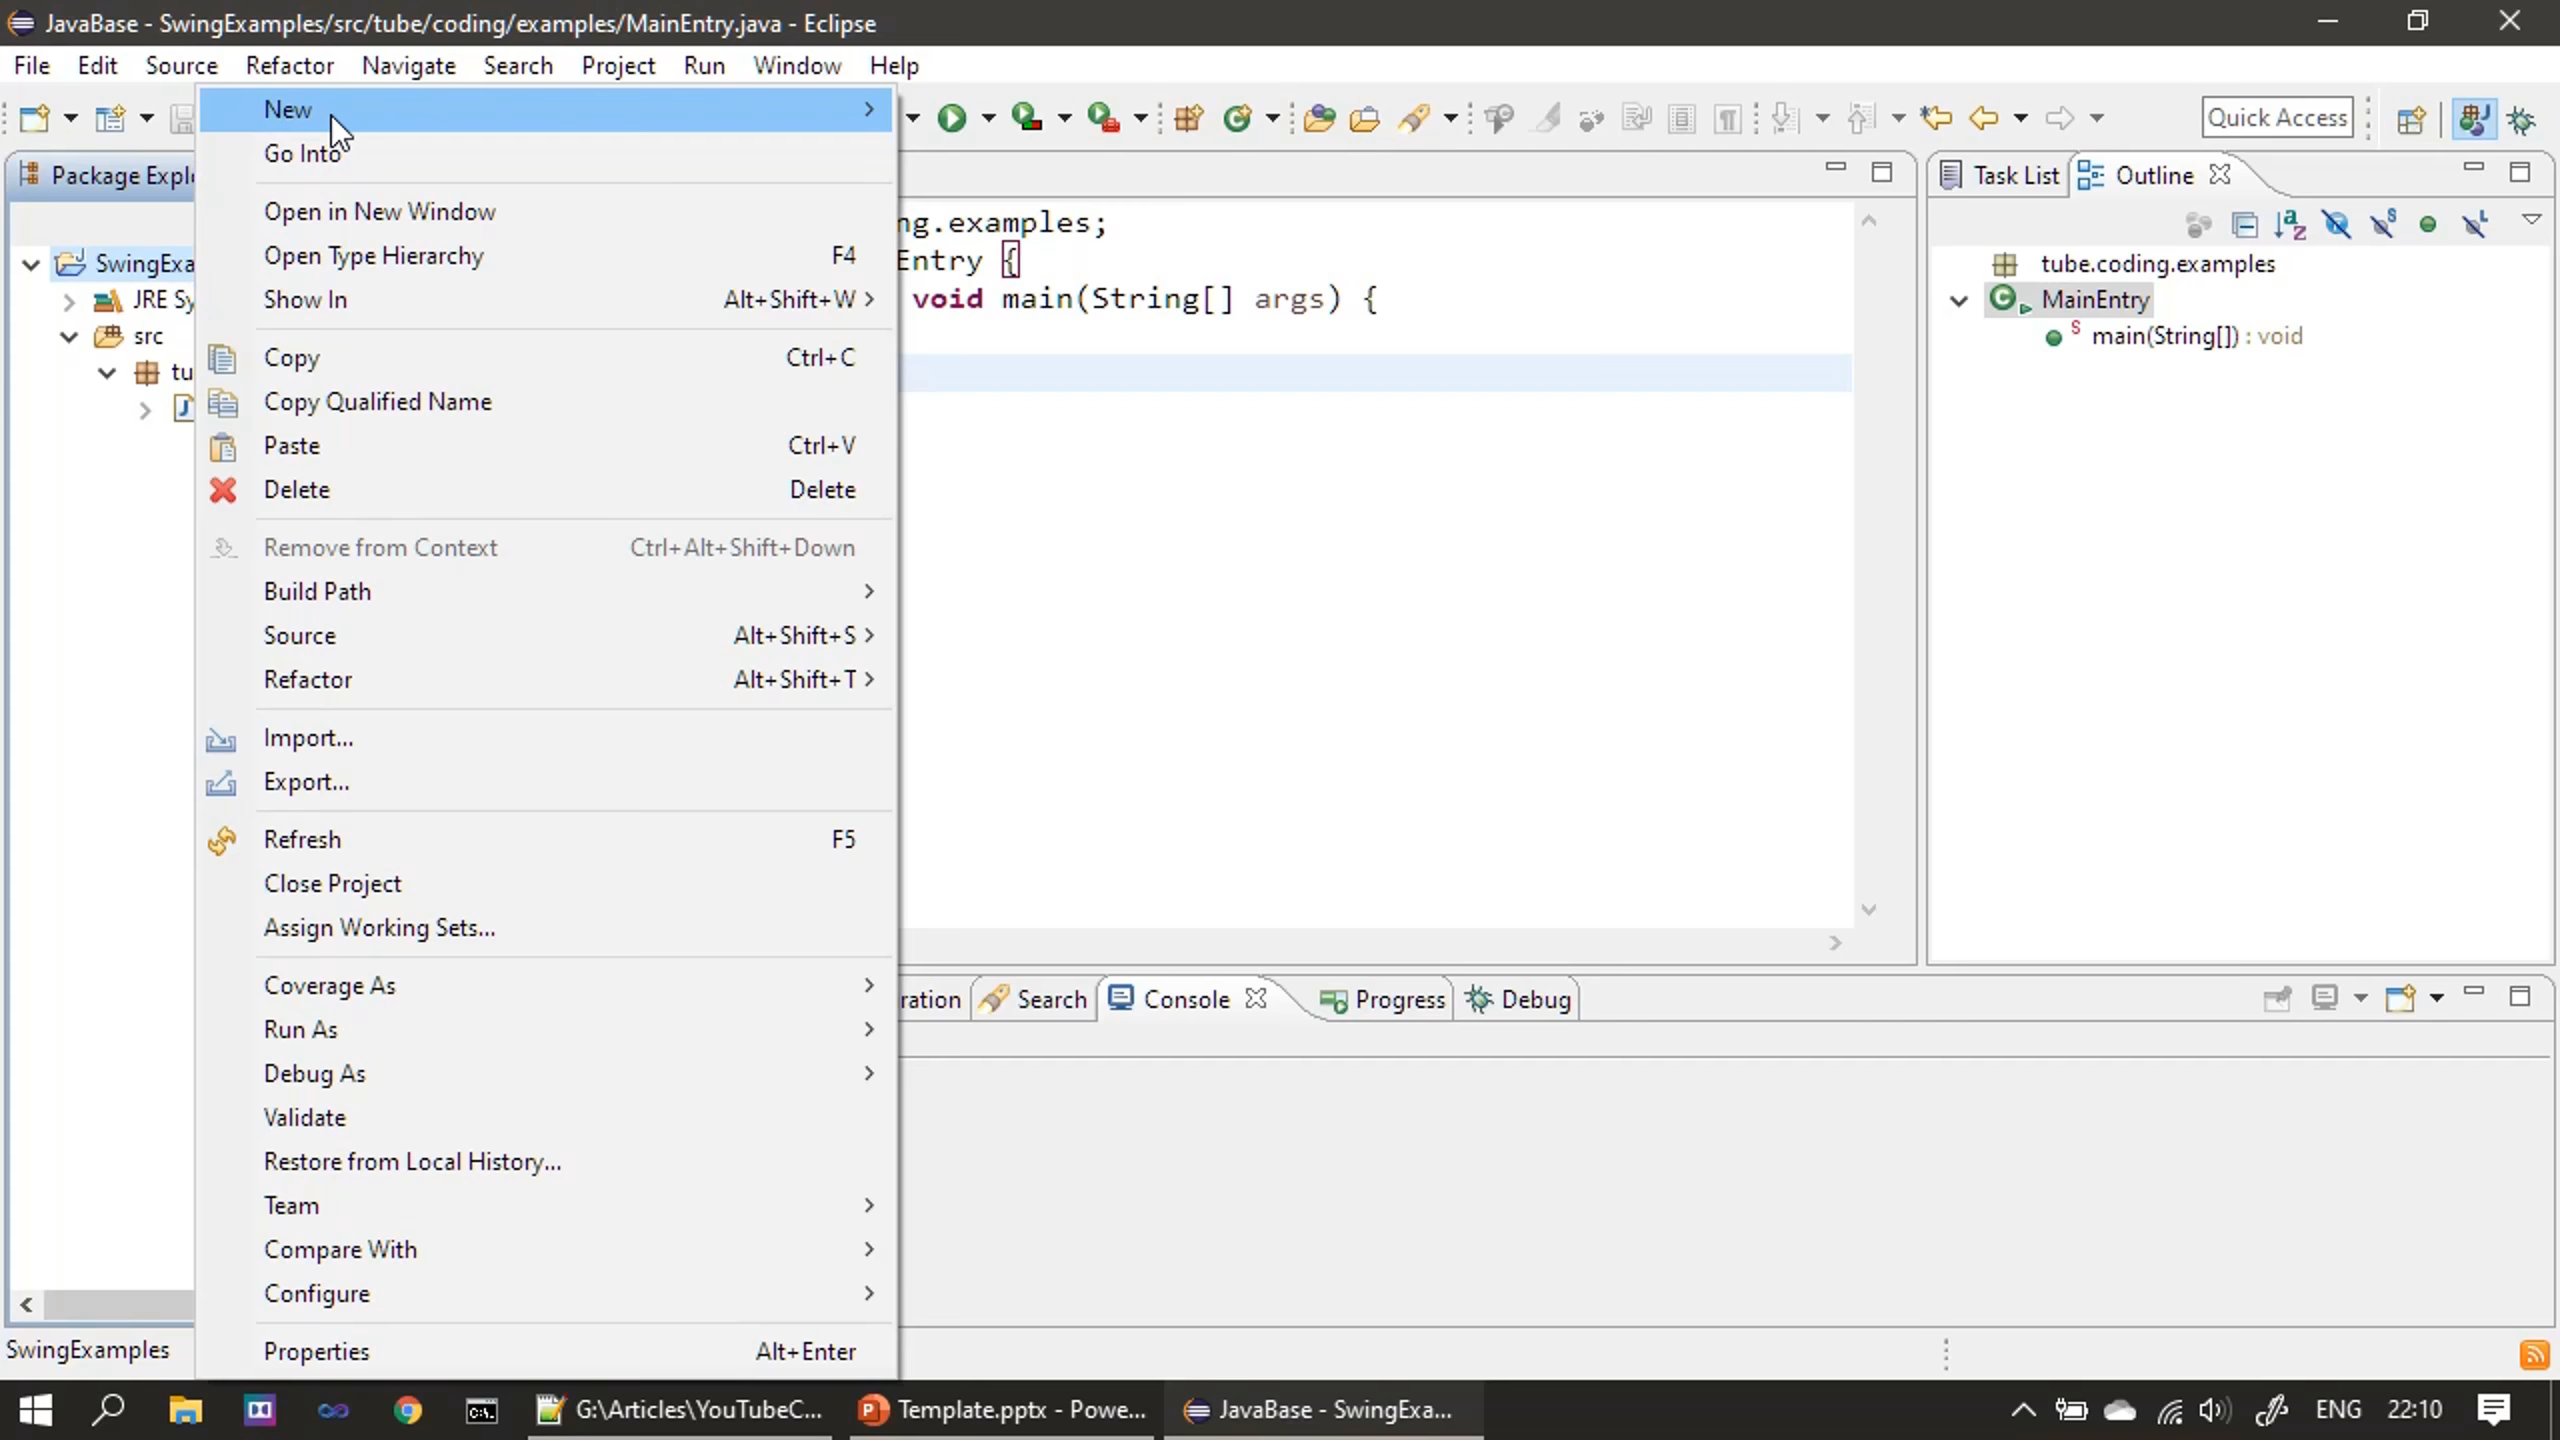 JavaBase - SwingExamples/src/tube/coding/examples/MainEntry.java - Eclipse
File Edit Source Refactor Navigate Search Project Run Window Help
Quick Access
New
Go Into
Open in New Window
Open Type Hierarchy F4
Show In Alt+Shift+W
Copy Ctrl+C
Copy Qualified Name
Paste Ctrl+V
Delete Delete
Remove from Context Ctrl+Alt+Shift+Down
Build Path
Source Alt+Shift+S
Refactor Alt+Shift+T
Import...
Export...
Refresh F5
Close Project
Assign Working Sets...
Coverage As
Run As
Debug As
Validate
Restore from Local History...
Team
Compare With
Configure
Properties Alt+Enter
Package Expl
SwingExa
JRE Sy
src
tu
J
ng.examples;
Entry {
void main(String[] args) {
Task List Outline
tube.coding.examples
MainEntry
main(String[]) : void
ration Search Console Progress Debug
SwingExamples
G:\Articles\YouTubeC... Template.pptx - Powe... JavaBase - SwingExa... ENG 22:10